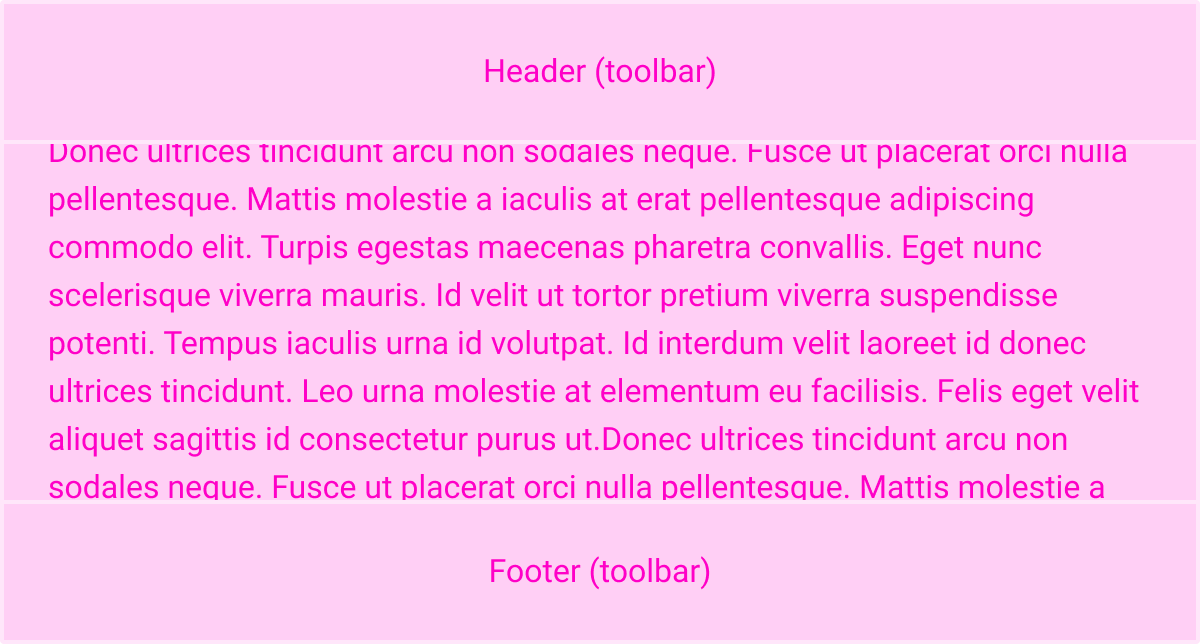 Header (toolbar)
Donec ultrices tincidunt arcu non sodales neque. Fusce ut placerat orci nulla
pellentesque. Mattis molestie a iaculis at erat pellentesque adipiscing
commodo elit. Turpis egestas maecenas pharetra convallis. Eget nunc
scelerisque viverra mauris. Id velit ut tortor pretium viverra suspendisse
potenti. Tempus iaculis urna id volutpat. Id interdum velit laoreet id donec
ultrices tincidunt. Leo urna molestie at elementum eu facilisis. Felis eget velit
aliquet sagittis id consectetur purus ut.Donec ultrices tincidunt arcu non
sodales neque. Fusce ut placerat orci nulla pellentesque. Mattis molestie a
Footer (toolbar)